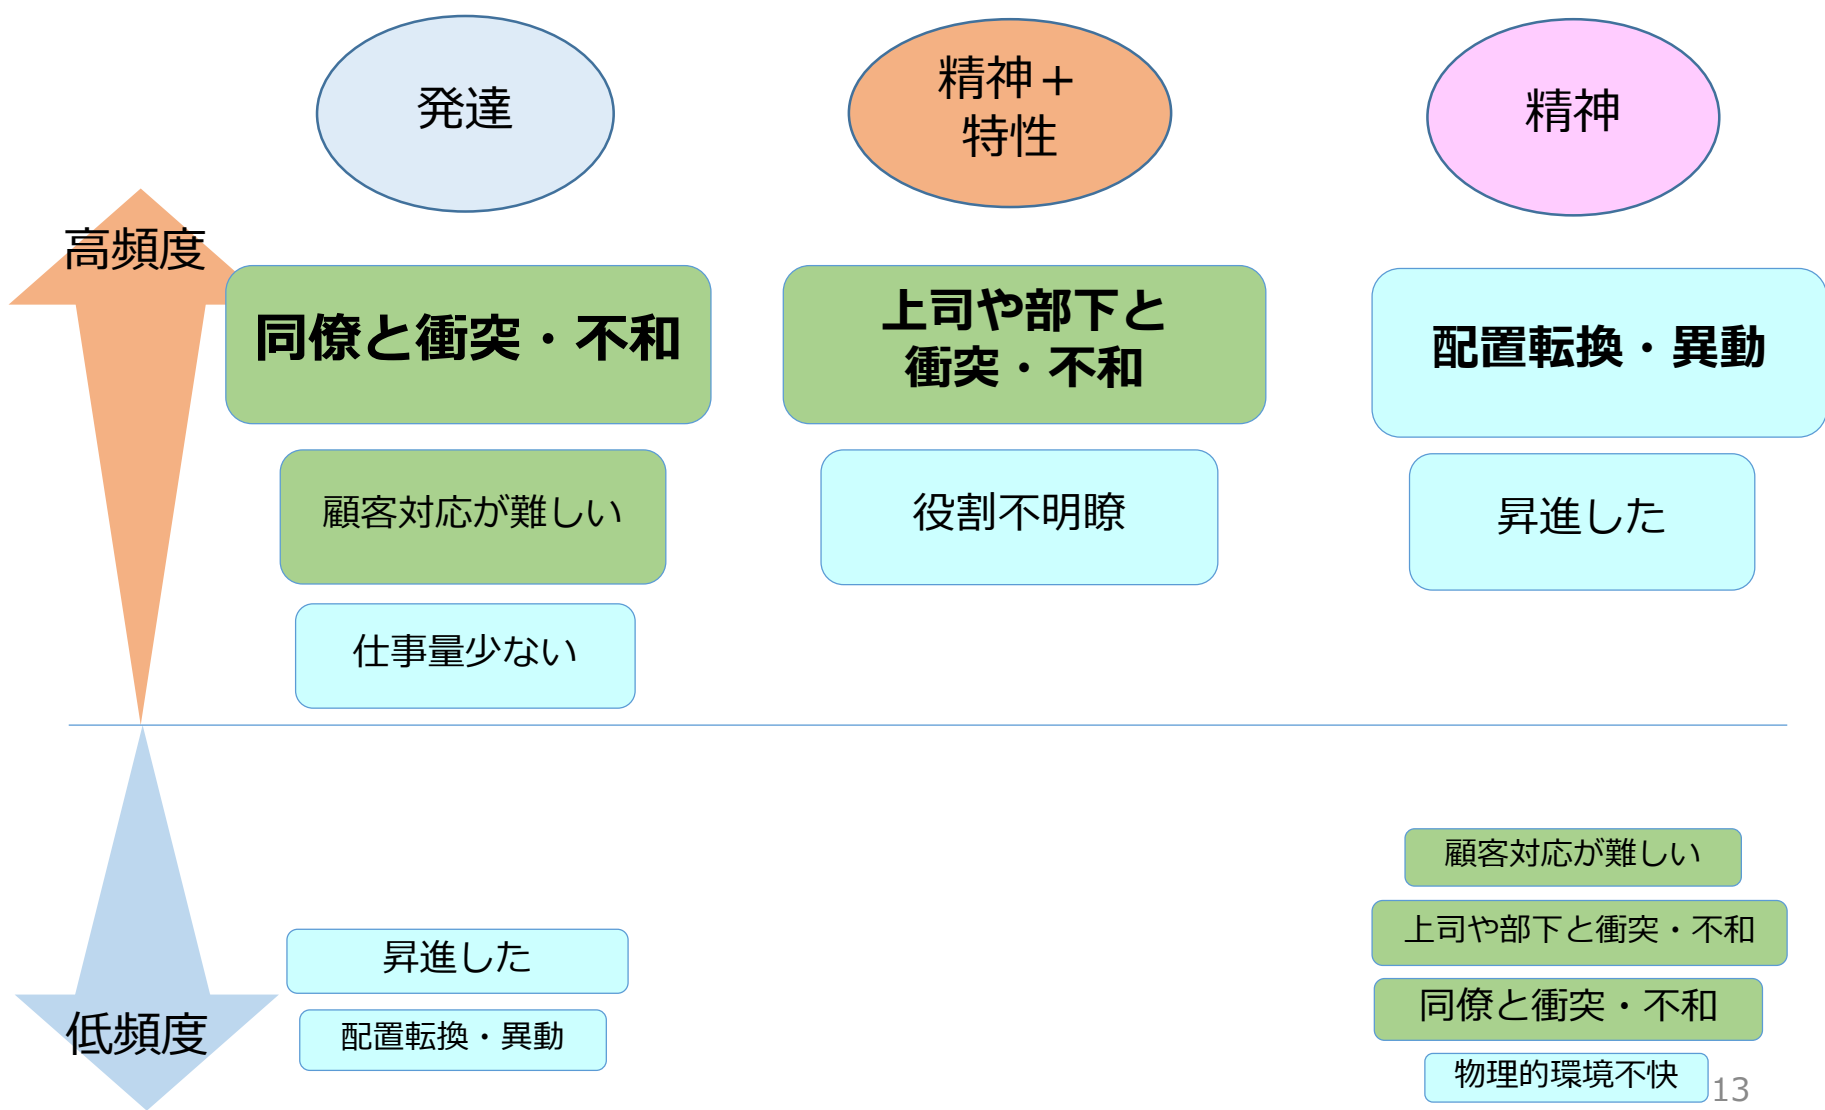 発達
精神＋
特性
精神
高頻度
同僚と衝突・不和
上司や部下と
衝突・不和
配置転換・異動
顧客対応が難しい
役割不明瞭
昇進した
仕事量少ない
顧客対応が難しい
上司や部下と衝突・不和
昇進した
同僚と衝突・不和
低頻度
配置転換・異動
物理的環境不快
13